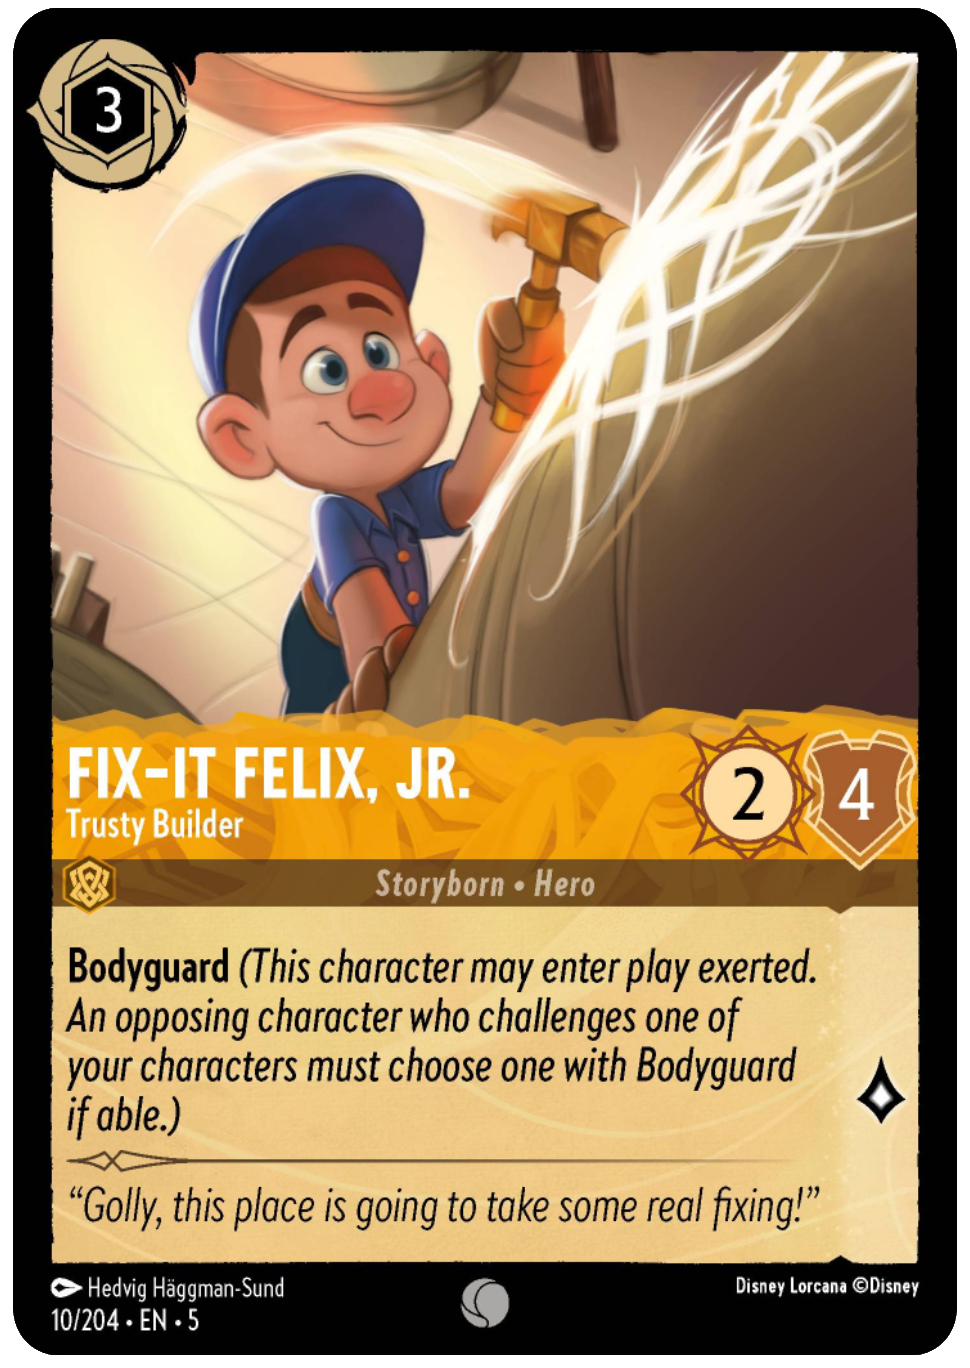 3
FIX-IT FELIX, JR.
Trusty Builder
2
4
Storyborn • Hero
Bodyguard (This character may enter play exerted.
An opposing character who challenges one of
your characters must choose one with Bodyguard
if able.)
“Golly, this place is going to take some real fixing!”
Hedvig Häggman-Sund
10/204 • EN • 5
Disney Lorcana ©Disney